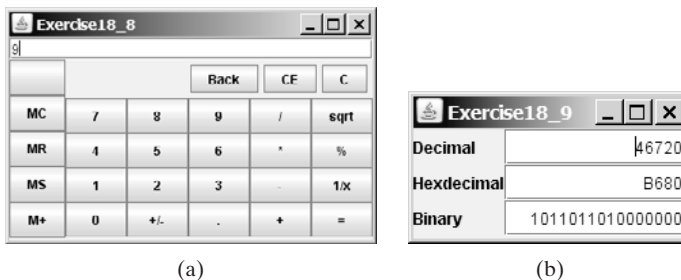 Exercise18_8
9
Back CE C
MC 7 8 9 / sqrt
MR 4 5 6 * %
MS 1 2 3 - 1/x
M+ 0 +/- . + =
(a)
Exercise18_9
Decimal 46720
Hexdecimal B680
Binary 1011011010000000
(b)